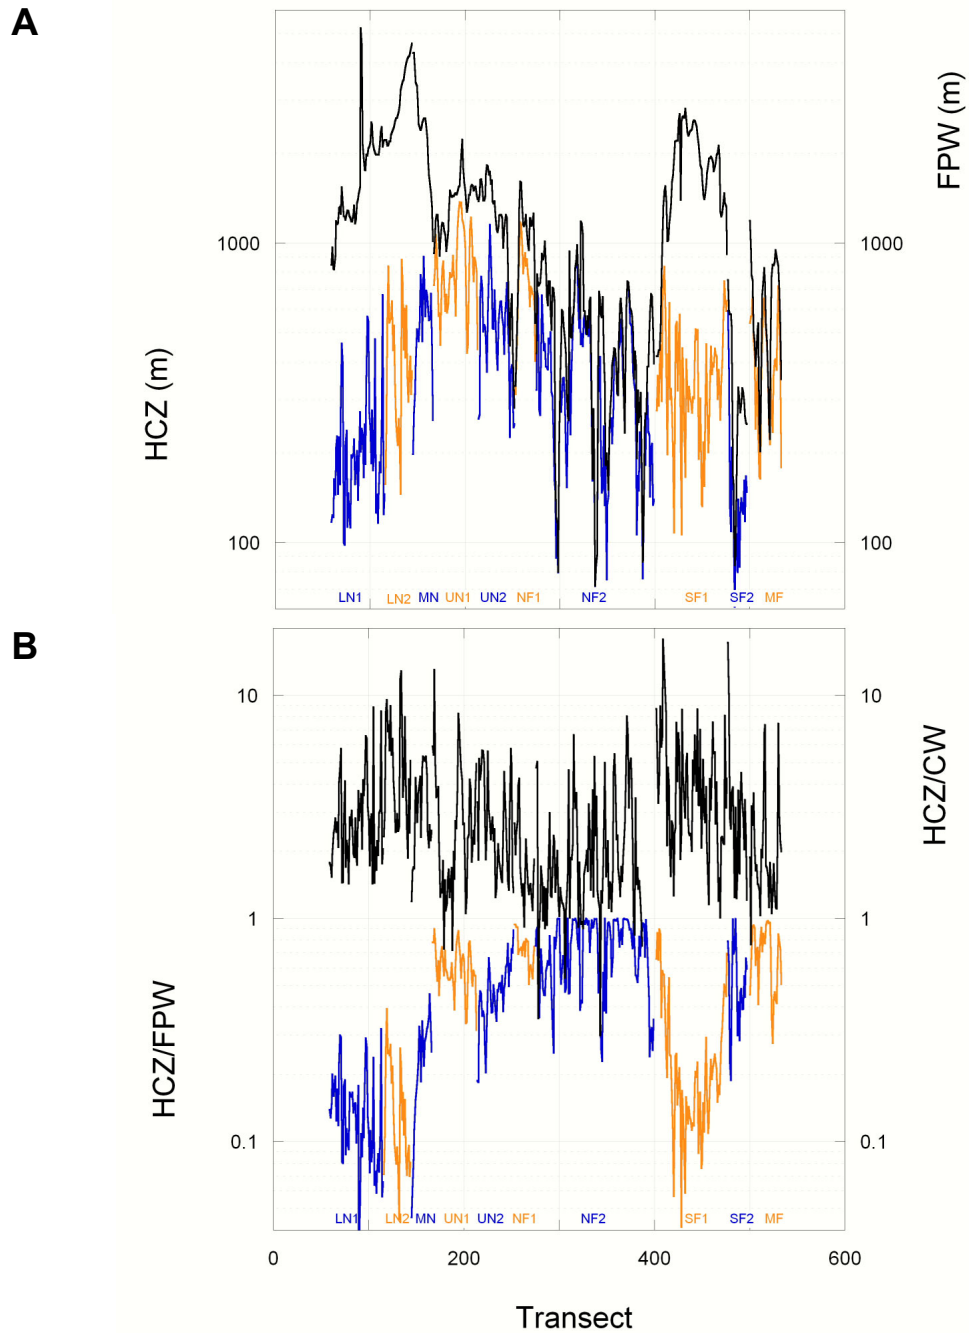 A
HCZ (m)
FPW (m)
1000
1000
100
100
LN1 LN2 MN UN1 UN2 NF1 NF2 SF1 SF2 MF
B
HCZ/FPW
HCZ/CW
10
10
1
1
0.1
0.1
LN1 LN2 MN UN1 UN2 NF1 NF2 SF1 SF2 MF
0 200 400 600
Transect